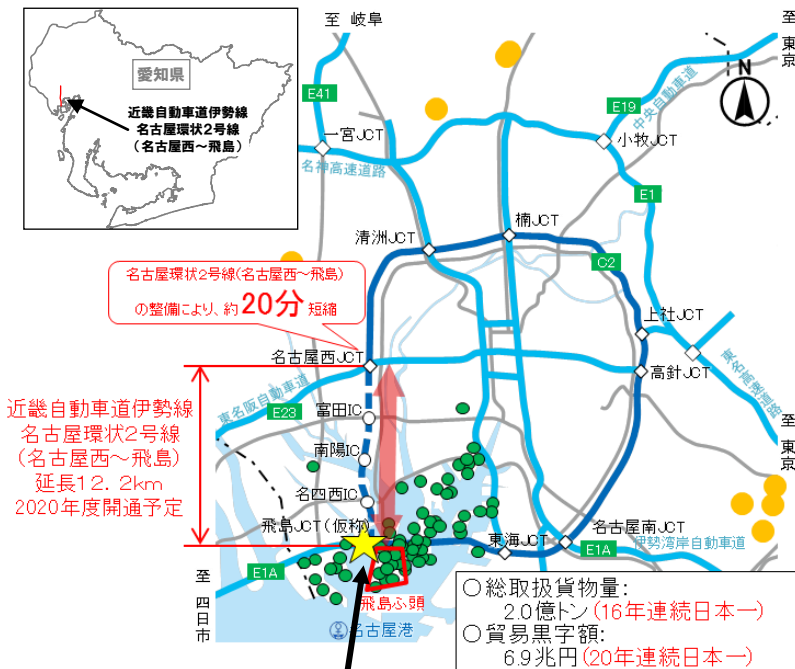 至 岐阜
至 東京
愛知県
近畿自動車道伊勢線
名古屋環状2号線
(名古屋西～飛島)
N
E41
E19
中央自動車道
一宮JCT
小牧JCT
名神高速道路
E1
楠JCT
清洲JCT
C2
名古屋環状2号線(名古屋西～飛島)
の整備により、約20分短縮
上社JCT
名古屋西JCT
高針JCT
東名高速道路
東名阪自動車道
E23
富田IC
近畿自動車道伊勢線
名古屋環状2号線
(名古屋西～飛島)
延長12.2km
2020年度開通予定
南陽IC
名四西IC
至 東京
飛島JCT(仮称)
東海JCT
名古屋南JCT
E1A
伊勢湾岸自動車道
E1A
至 四日市
飛島ふ頭
名古屋港
○総取扱貨物量:
2.0億トン(16年連続日本一)
○貿易黒字額:
6.9兆円(20年連続日本一)